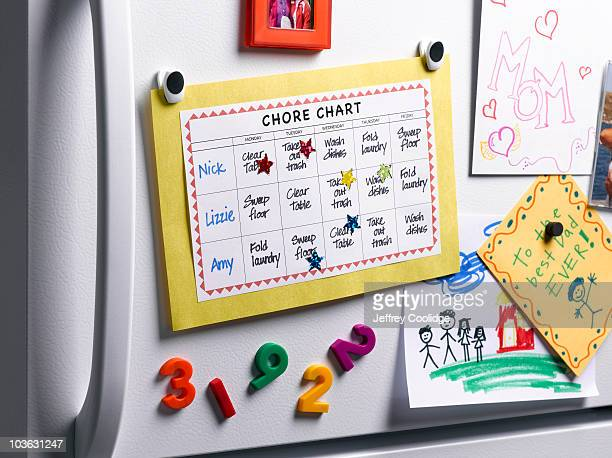 CHORE CHART
MONDAY TUESDAY WEDNESDAY THURSDAY FRIDAY
Nick Clear Table Take out trash Wash dishes Fold laundry Sweep floor
Lizzie Sweep floor Clear Table Take out trash Wash dishes Fold laundry
Amy Fold laundry Sweep floor Clear Table Take out trash Wash dishes
MOM
To the
best Dad
EVER!
3 1 9 2 2
gettyimages
Credit: Jeffrey Coolidge
103631247